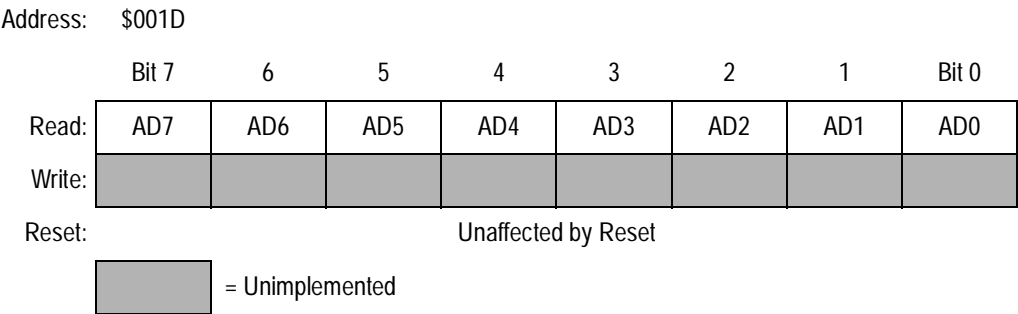 Address: $001D
Bit 7 6 5 4 3 2 1 Bit 0
Read: AD7 AD6 AD5 AD4 AD3 AD2 AD1 AD0
Write:
Reset: Unaffected by Reset
= Unimplemented